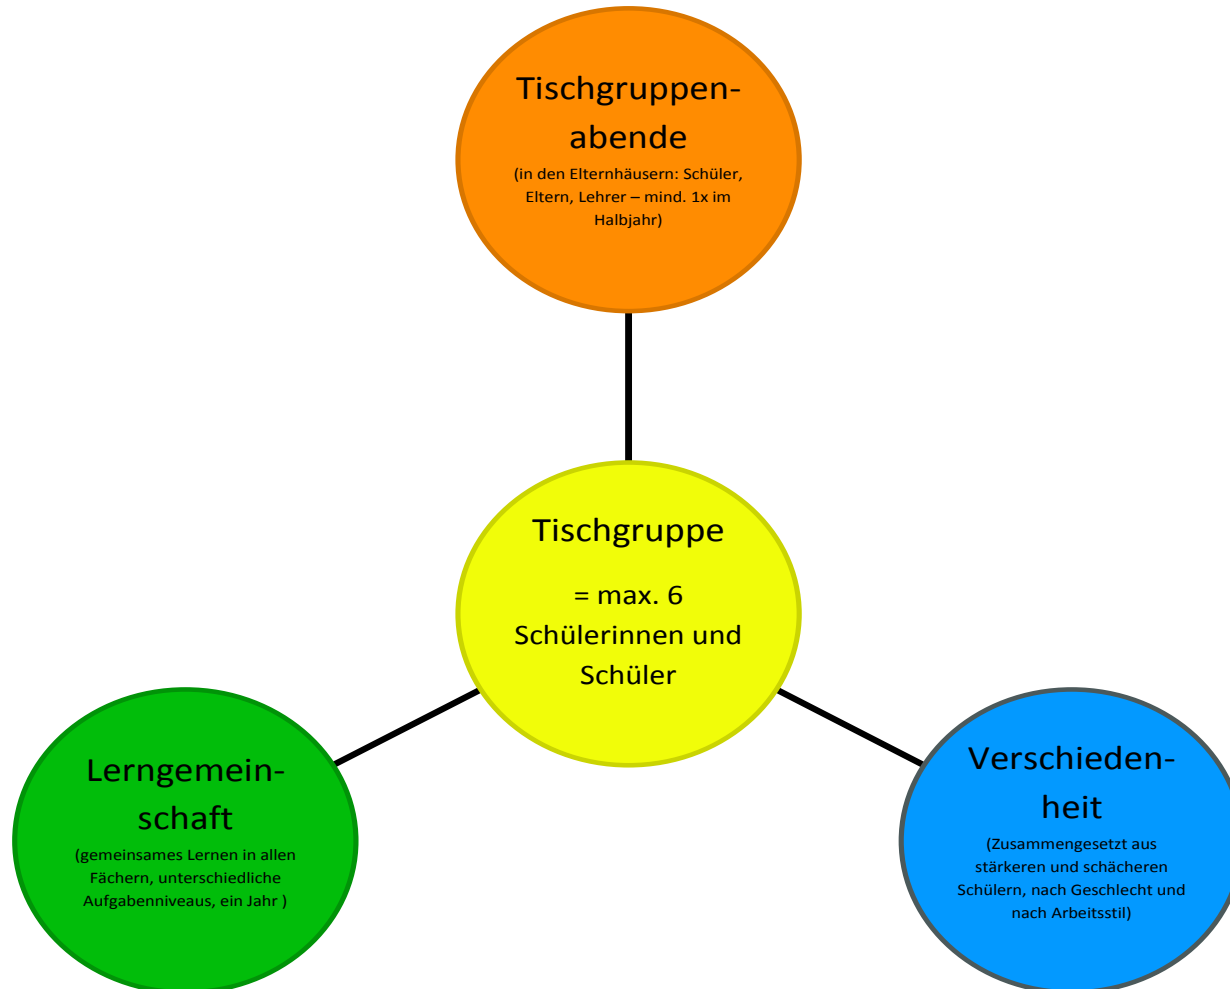 Tischgruppen-
abende
(in den Elternhäusern: Schüler,
Eltern, Lehrer – mind. 1x im
Halbjahr)
Tischgruppe
= max. 6
Schülerinnen und
Schüler
Lerngemein-
schaft
(gemeinsames Lernen in allen
Fächern, unterschiedliche
Aufgabenniveaus, ein Jahr )
Verschieden-
heit
(Zusammengesetzt aus
stärkeren und schächeren
Schülern, nach Geschlecht und
nach Arbeitsstil)